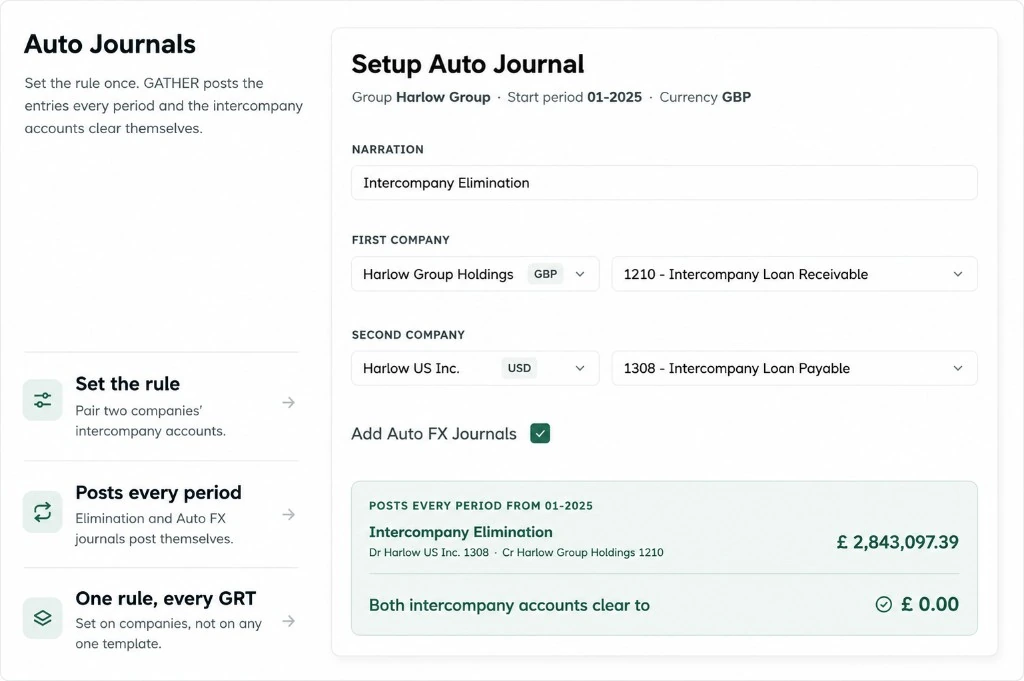 Auto Journals
Set the rule once. GATHER posts the
entries every period and the intercompany
accounts clear themselves.
Set the rule
Pair two companies'
intercompany accounts.
Posts every period
Elimination and Auto FX
journals post themselves.
One rule, every GRT
Set on companies, not on any
one template.
Setup Auto Journal
Group Harlow Group · Start period 01-2025 · Currency GBP
NARRATION
Intercompany Elimination
FIRST COMPANY
Harlow Group Holdings GBP 1210 - Intercompany Loan Receivable
SECOND COMPANY
Harlow US Inc. USD 1308 - Intercompany Loan Payable
Add Auto FX Journals
POSTS EVERY PERIOD FROM 01-2025
Intercompany Elimination
Dr Harlow US Inc. 1308 · Cr Harlow Group Holdings 1210
£ 2,843,097.39
Both intercompany accounts clear to £ 0.00